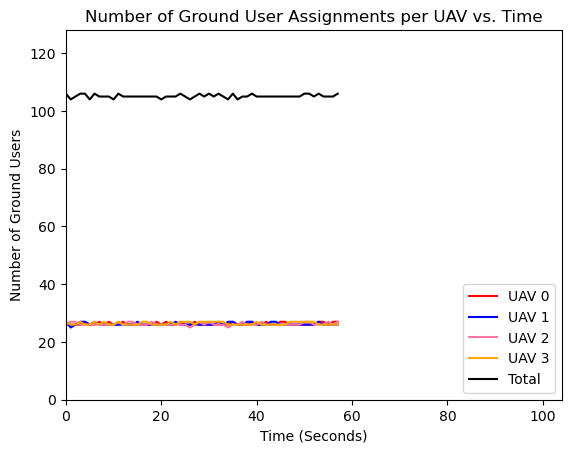 Number of Ground User Assignments per UAV vs. Time
Number of Ground Users
120
100
80
60
40
20
0
0 20 40 60 80 100
Time (Seconds)
UAV 0
UAV 1
UAV 2
UAV 3
Total